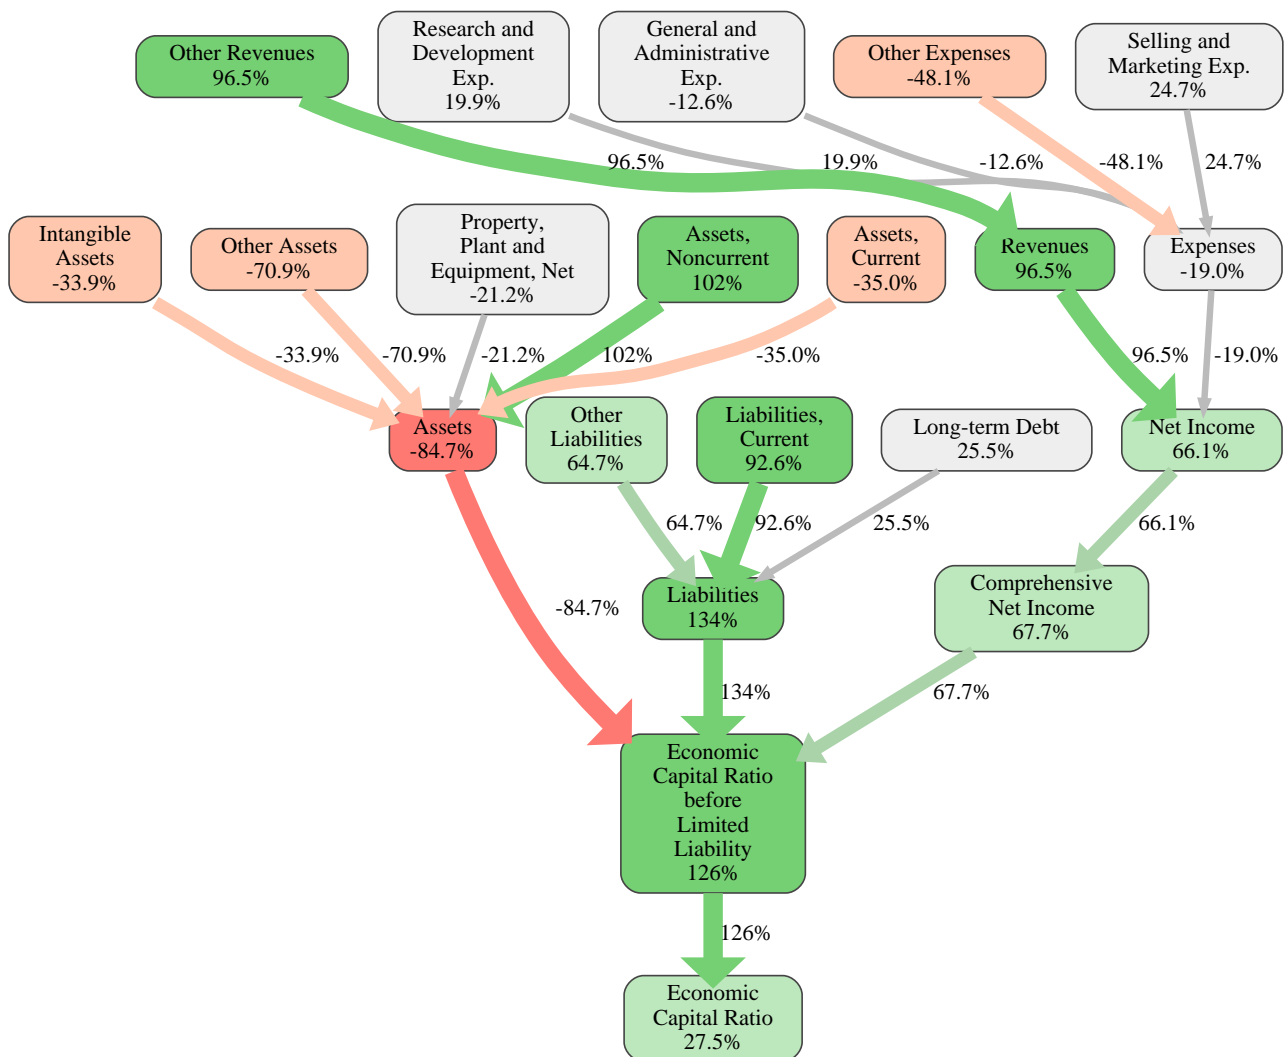 Other Revenues
96.5%
Research and
Development
Exp.
19.9%
General and
Administrative
Exp.
-12.6%
Other Expenses
-48.1%
Selling and
Marketing Exp.
24.7%
96.5%
19.9%
-12.6%
-48.1%
24.7%
Intangible
Assets
-33.9%
Other Assets
-70.9%
Property,
Plant and
Equipment, Net
-21.2%
Assets,
Noncurrent
102%
Assets,
Current
-35.0%
Revenues
96.5%
Expenses
-19.0%
-33.9%
-70.9%
-21.2%
102%
-35.0%
96.5%
-19.0%
Assets
-84.7%
Other
Liabilities
64.7%
Liabilities,
Current
92.6%
Long-term Debt
25.5%
Net Income
66.1%
64.7%
92.6%
25.5%
66.1%
-84.7%
Liabilities
134%
Comprehensive
Net Income
67.7%
134%
67.7%
Economic
Capital Ratio
before
Limited
Liability
126%
126%
Economic
Capital Ratio
27.5%